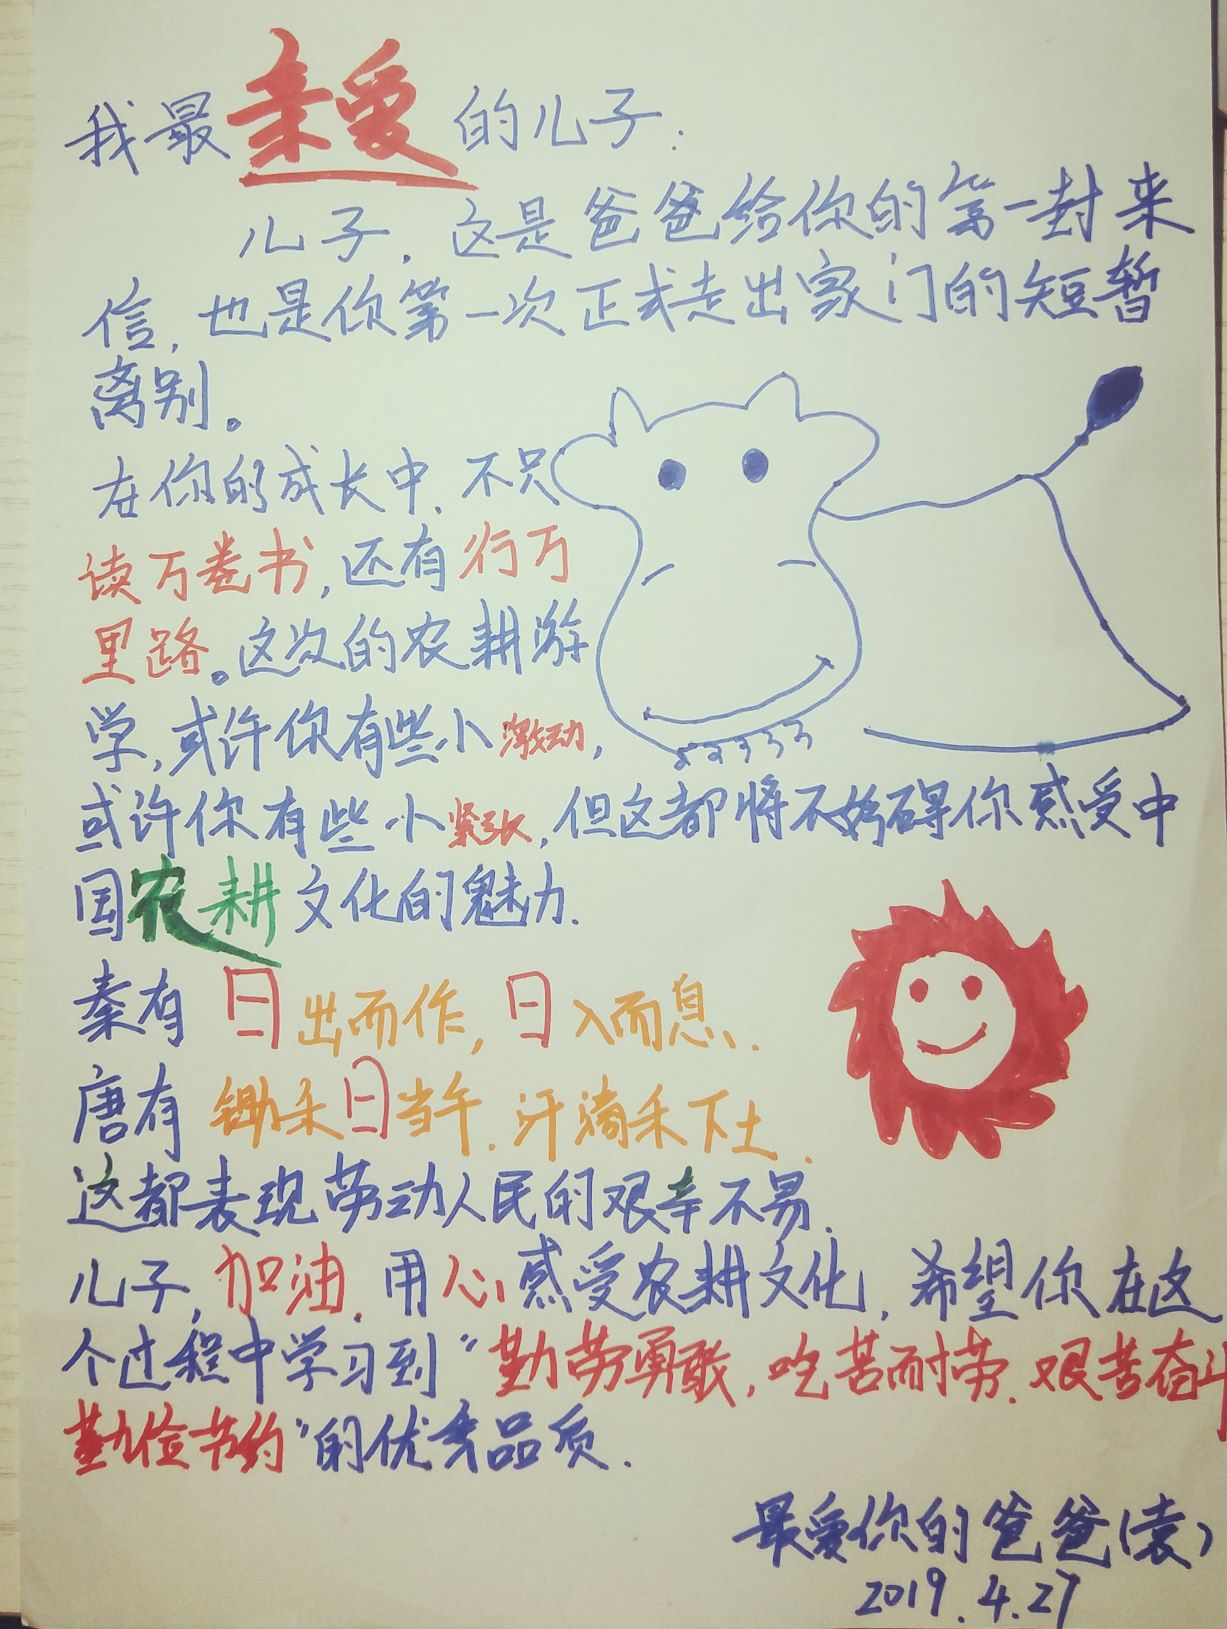 我最亲爱的儿子：
儿子，这是爸爸给你的第一封来
信，也是你第一次正式走出家门的短暂
离别。
在你的成长中，不只
读万卷书，还有行万
里路。这次的农耕游
学，或许你有些小激动，
或许你有些小紧张，但这都将不妨碍你感受中
国农耕文化的魅力.
秦有 日出而作，日入而息.
唐有 锄禾日当午.汗滴禾下土.
这都表现劳动人民的艰辛不易.
儿子，加油.用心感受农耕文化，希望你在这
个过程中学习到“勤劳勇敢，吃苦而耐劳.艰苦奋斗
勤俭节约”的优秀品质.
最爱你的爸爸(袁)
2019.4.27